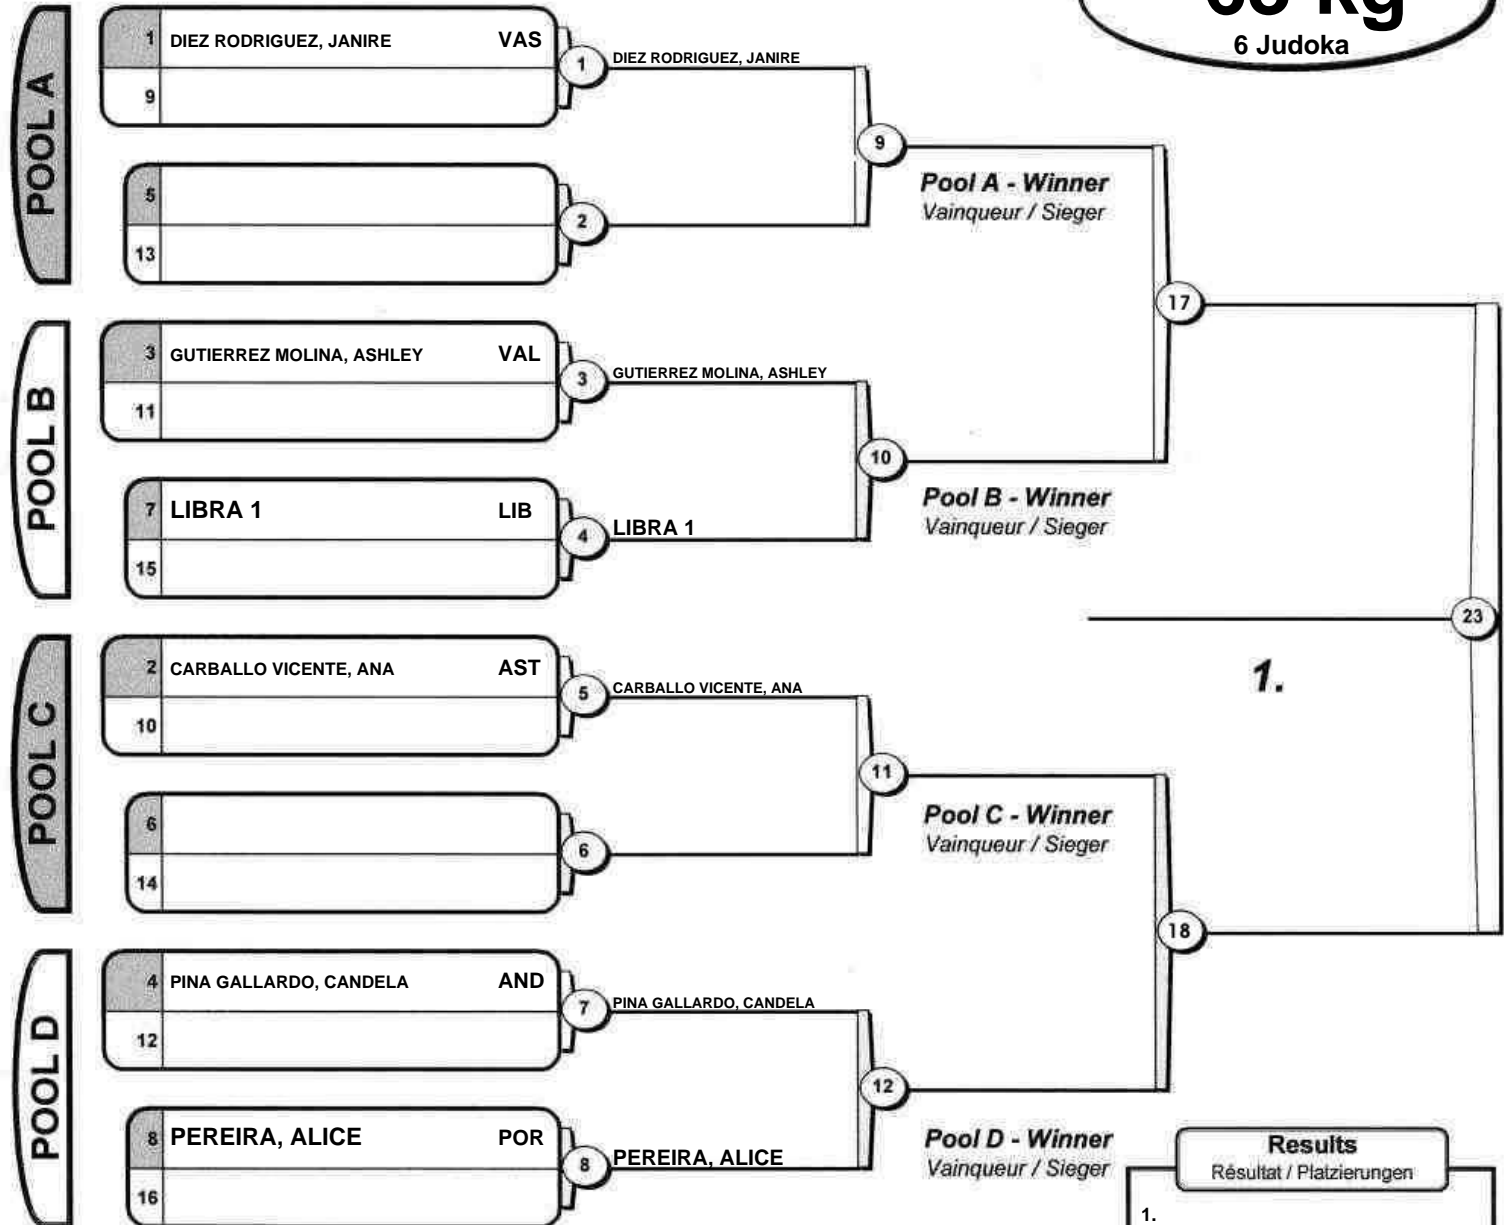 6 Judoka
POOL A
1 DIEZ RODRIGUEZ, JANIRE VAS
9
1 DIEZ RODRIGUEZ, JANIRE
5
13
2
9
Pool A - Winner
Vainqueur / Sieger
POOL B
3 GUTIERREZ MOLINA, ASHLEY VAL
11
3 GUTIERREZ MOLINA, ASHLEY
7 LIBRA 1 LIB
15
4 LIBRA 1
10
Pool B - Winner
Vainqueur / Sieger
17
POOL C
2 CARBALLO VICENTE, ANA AST
10
5 CARBALLO VICENTE, ANA
6
14
6
11
Pool C - Winner
Vainqueur / Sieger
POOL D
4 PINA GALLARDO, CANDELA AND
12
7 PINA GALLARDO, CANDELA
8 PEREIRA, ALICE POR
16
8 PEREIRA, ALICE
12
Pool D - Winner
Vainqueur / Sieger
18
23
1.
Results
Résultat / Platzierungen
1.